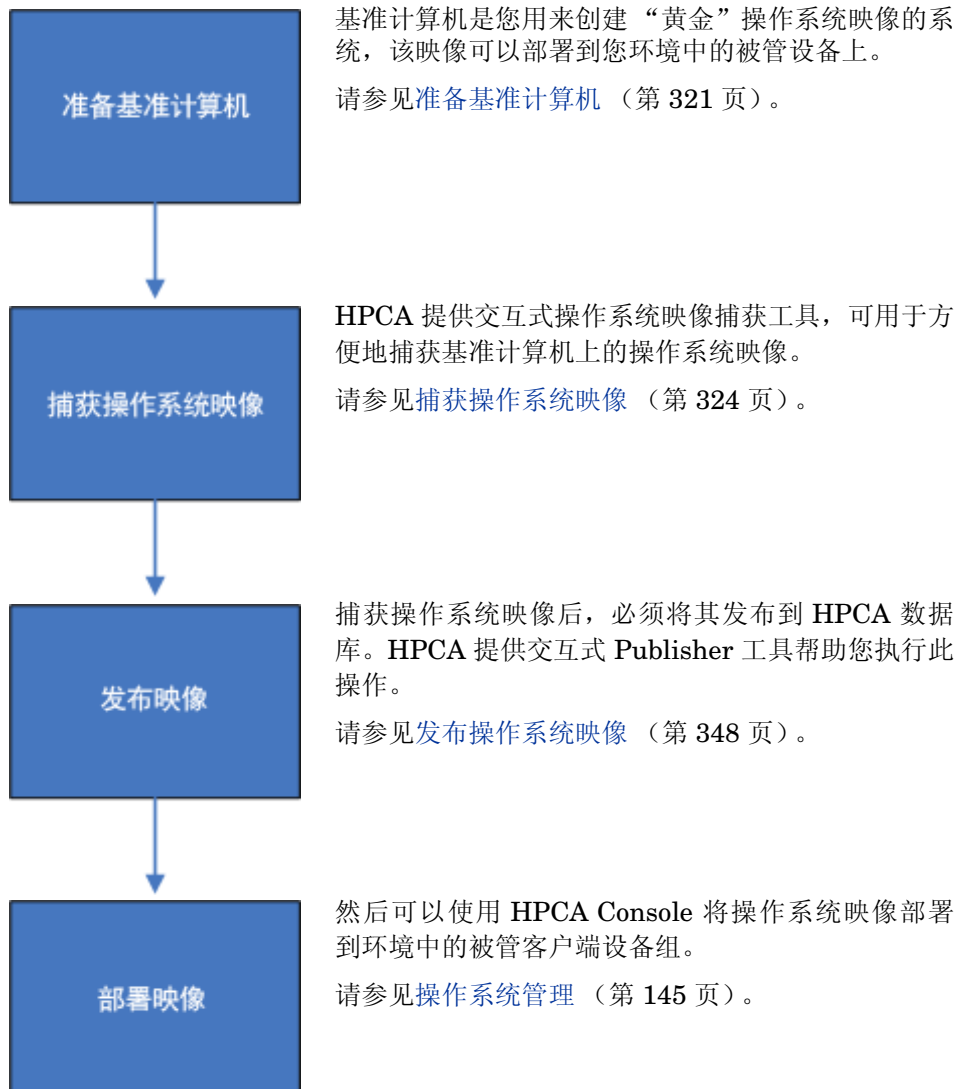 准备基准计算机
基准计算机是您用来创建 “黄金”操作系统映像的系
统，该映像可以部署到您环境中的被管设备上。
请参见准备基准计算机 （第 321 页）。
捕获操作系统映像
HPCA 提供交互式操作系统映像捕获工具，可用于方
便地捕获基准计算机上的操作系统映像。
请参见捕获操作系统映像 （第 324 页）。
发布映像
捕获操作系统映像后，必须将其发布到 HPCA 数据
库。HPCA 提供交互式 Publisher 工具帮助您执行此
操作。
请参见发布操作系统映像 （第 348 页）。
部署映像
然后可以使用 HPCA Console 将操作系统映像部署
到环境中的被管客户端设备组。
请参见操作系统管理 （第 145 页）。